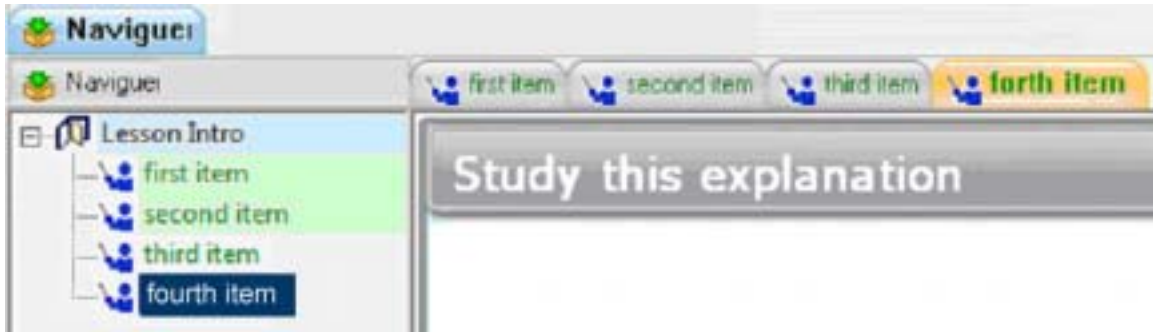 Naviguer
Naviguer
first item second item third item forth item
Lesson Intro
first item
second item
third item
fourth item
Study this explanation